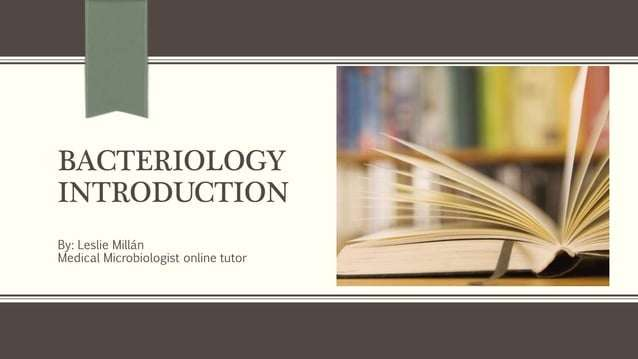 BACTERIOLOGY
INTRODUCTION
By: Leslie Millán
Medical Microbiologist online tutor